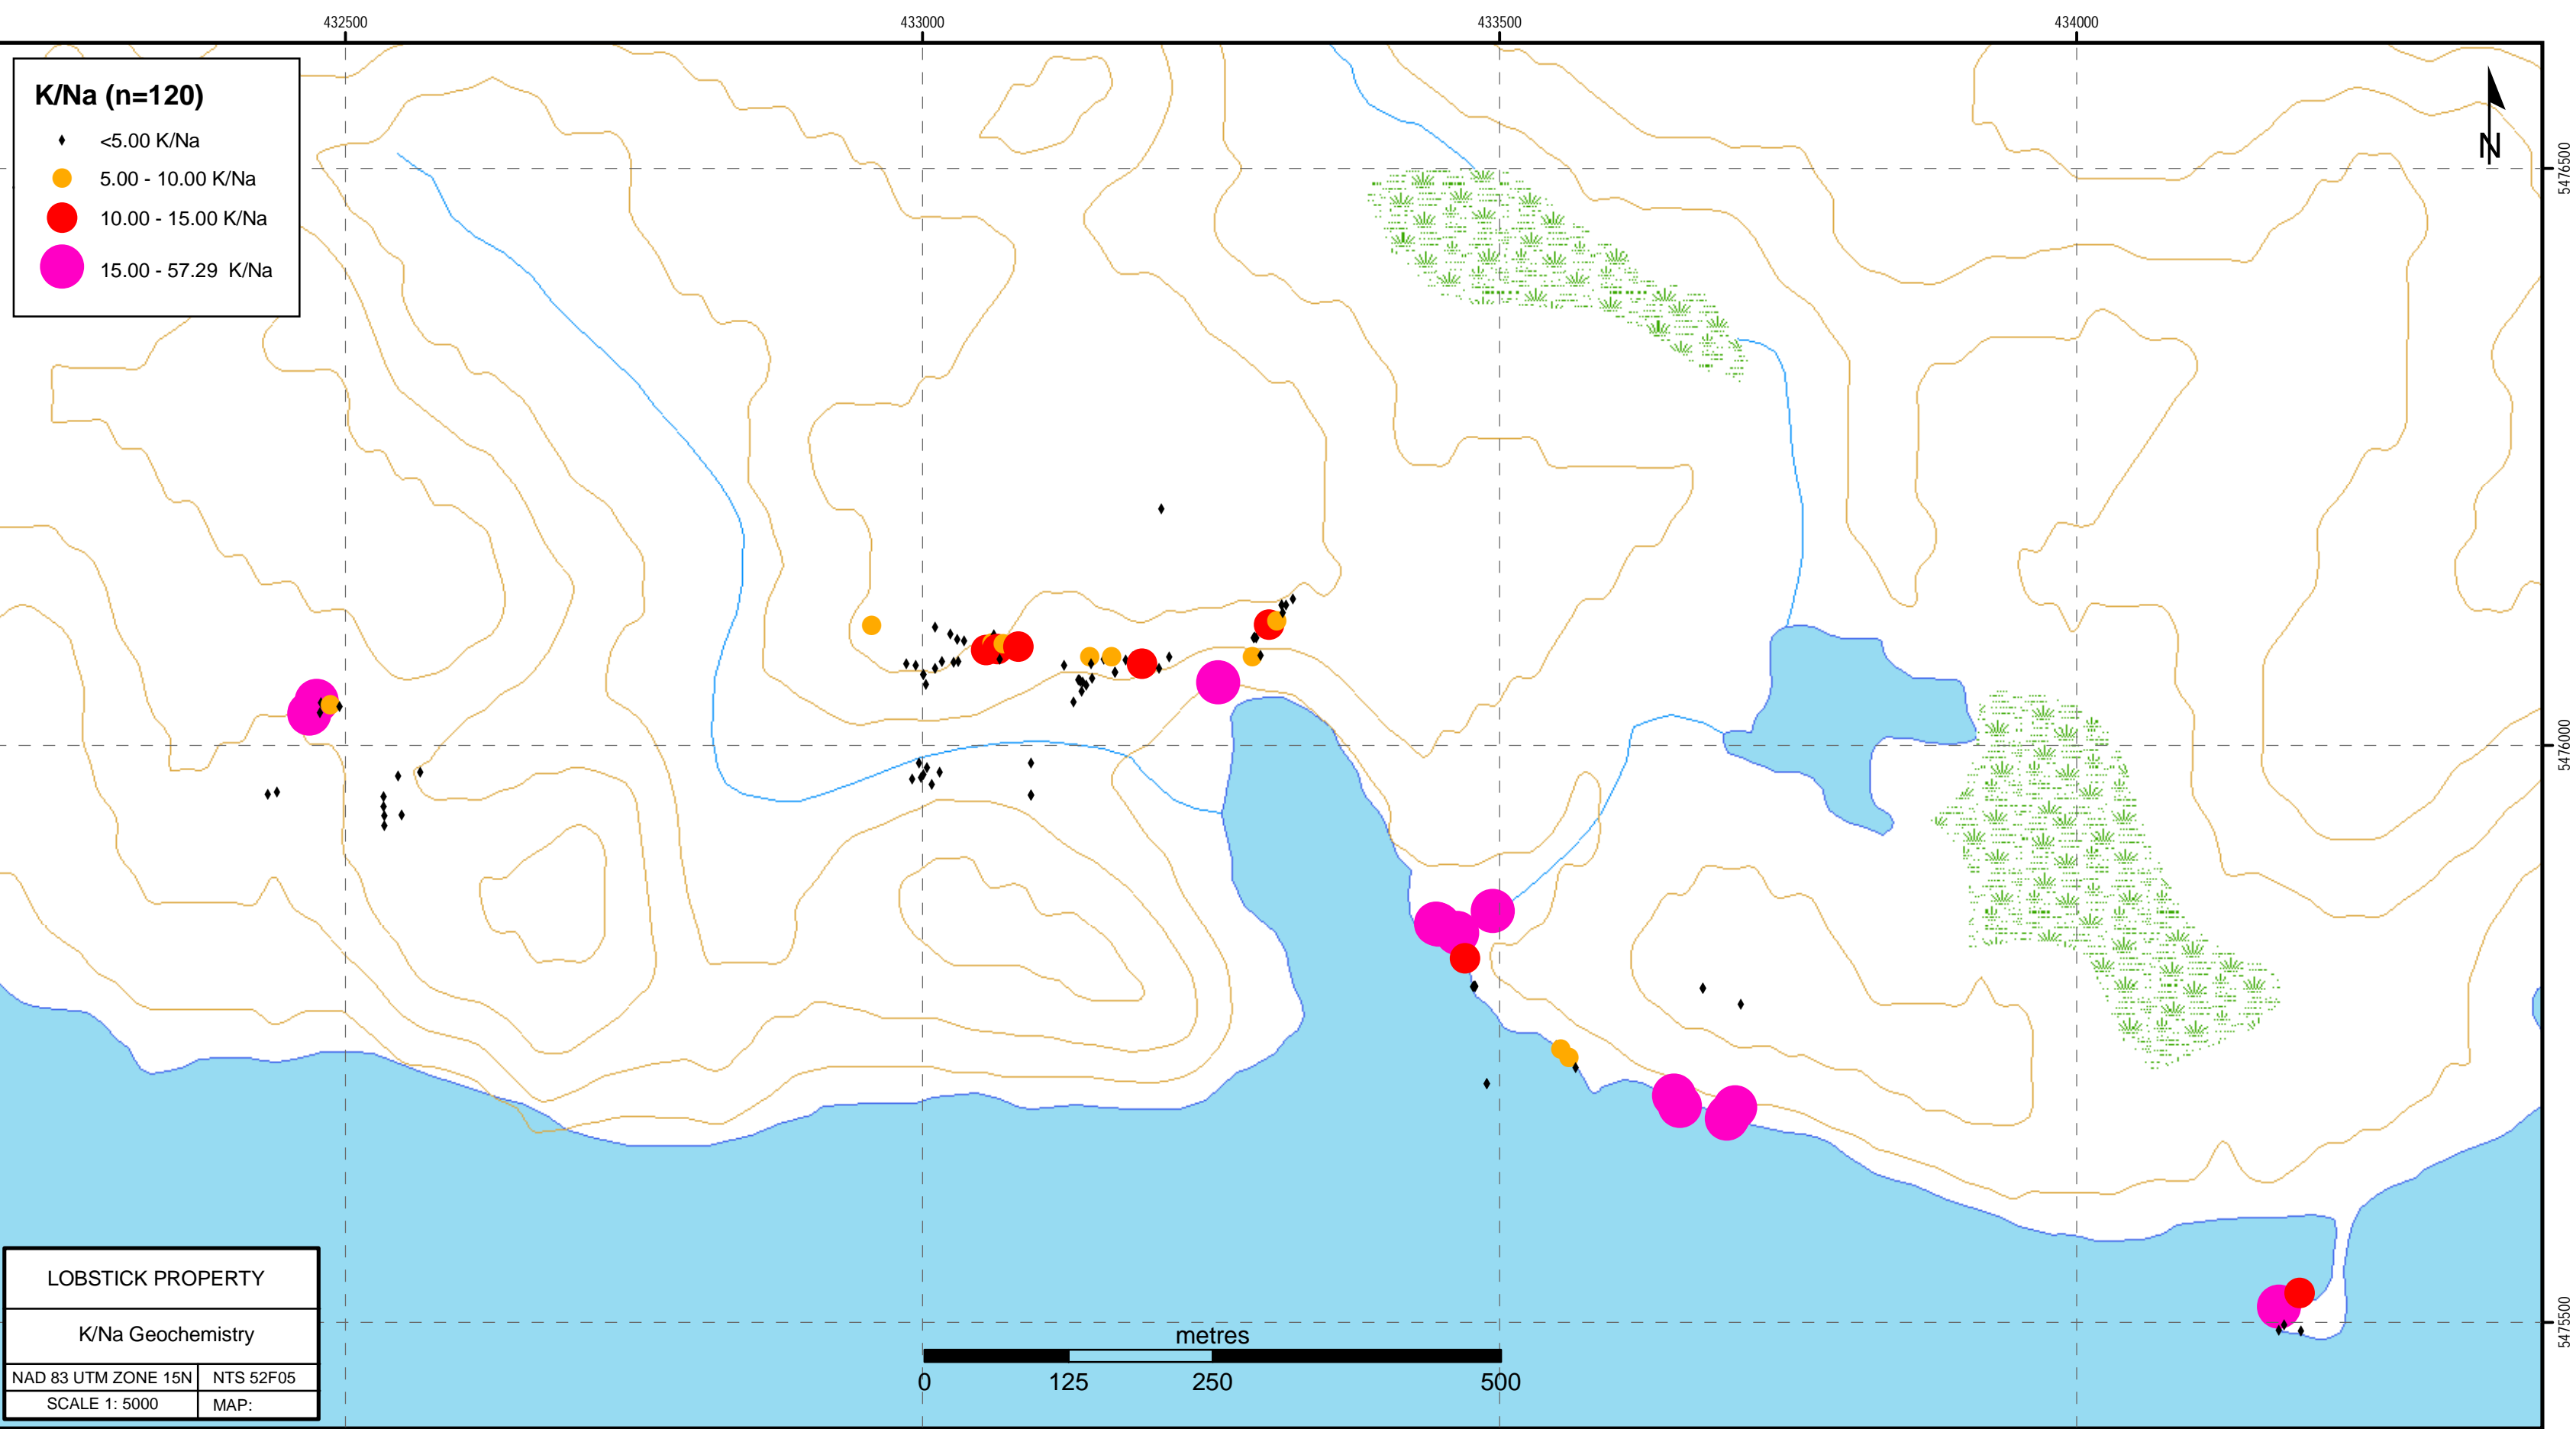 432500 433000 433500 434000
K/Na (n=120)
<5.00 K/Na
5.00 - 10.00 K/Na
10.00 - 15.00 K/Na
15.00 - 57.29 K/Na
N
5476500
5476000
5475500
metres
0 125 250 500
LOBSTICK PROPERTY
K/Na Geochemistry
NAD 83 UTM ZONE 15N NTS 52F05
SCALE 1: 5000 MAP: